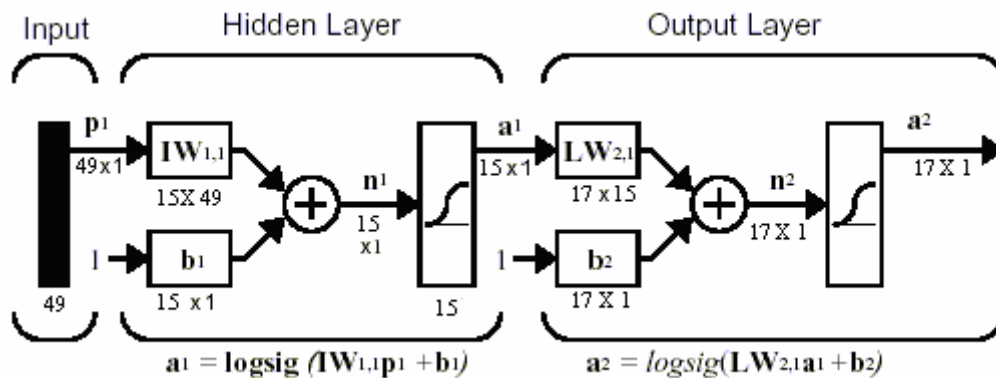 Input
Hidden Layer
Output Layer
p1
49x1
IW1,1
15X 49
1
b1
15 x1
49
n1
15
x1
15
a1
15 x1
LW2,1
17 x15
1
b2
17 X 1
n2
17 X 1
a2
17 X 1
a1 = logsig (IW1,1p1 +b1)
a2 = logsig(LW2,1a1 +b2)